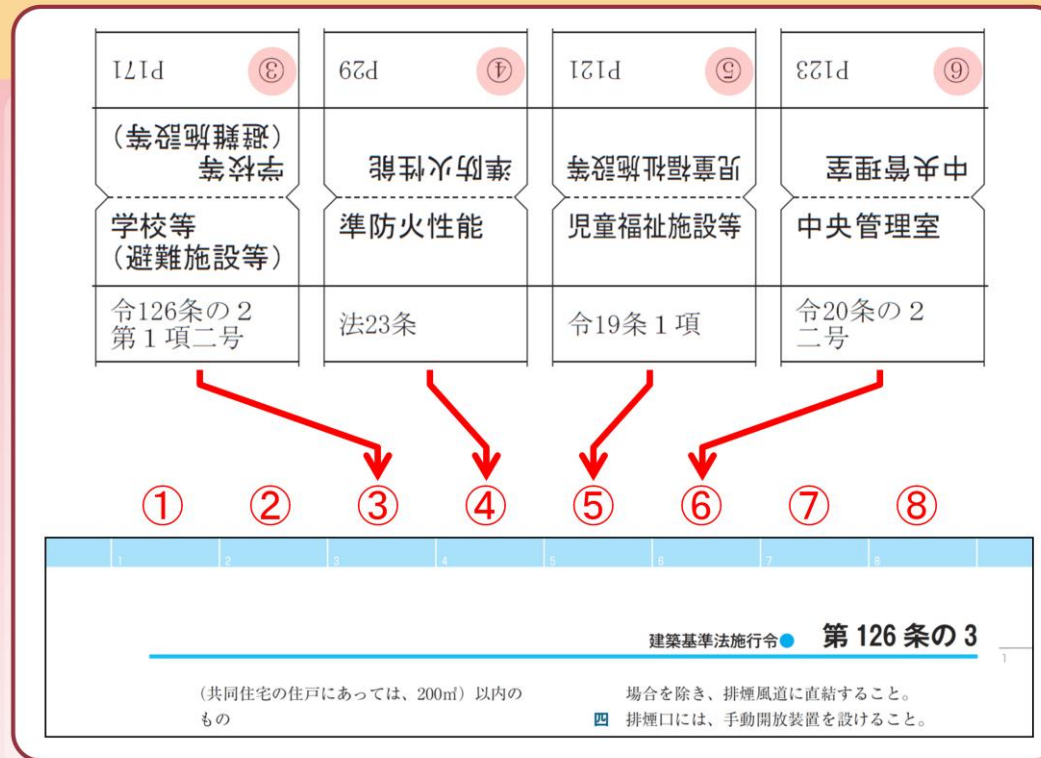 P171 ③
P29 ④
P121 ⑤
P123 ⑥
学校等
(避難施設等)
準防火性能
児童福祉施設等
中央管理室
学校等
(避難施設等)
準防火性能
児童福祉施設等
中央管理室
令126条の2
第1項二号
法23条
令19条1項
令20条の2
二号
① ② ③ ④ ⑤ ⑥ ⑦ ⑧
1 2 3 4 5 6 7 8
建築基準法施行令● 第126条の3
1
(共同住宅の住戸にあっては、200㎡)以内の
もの
場合を除き、排煙風道に直結すること。
四 排煙口には、手動開放装置を設けること。